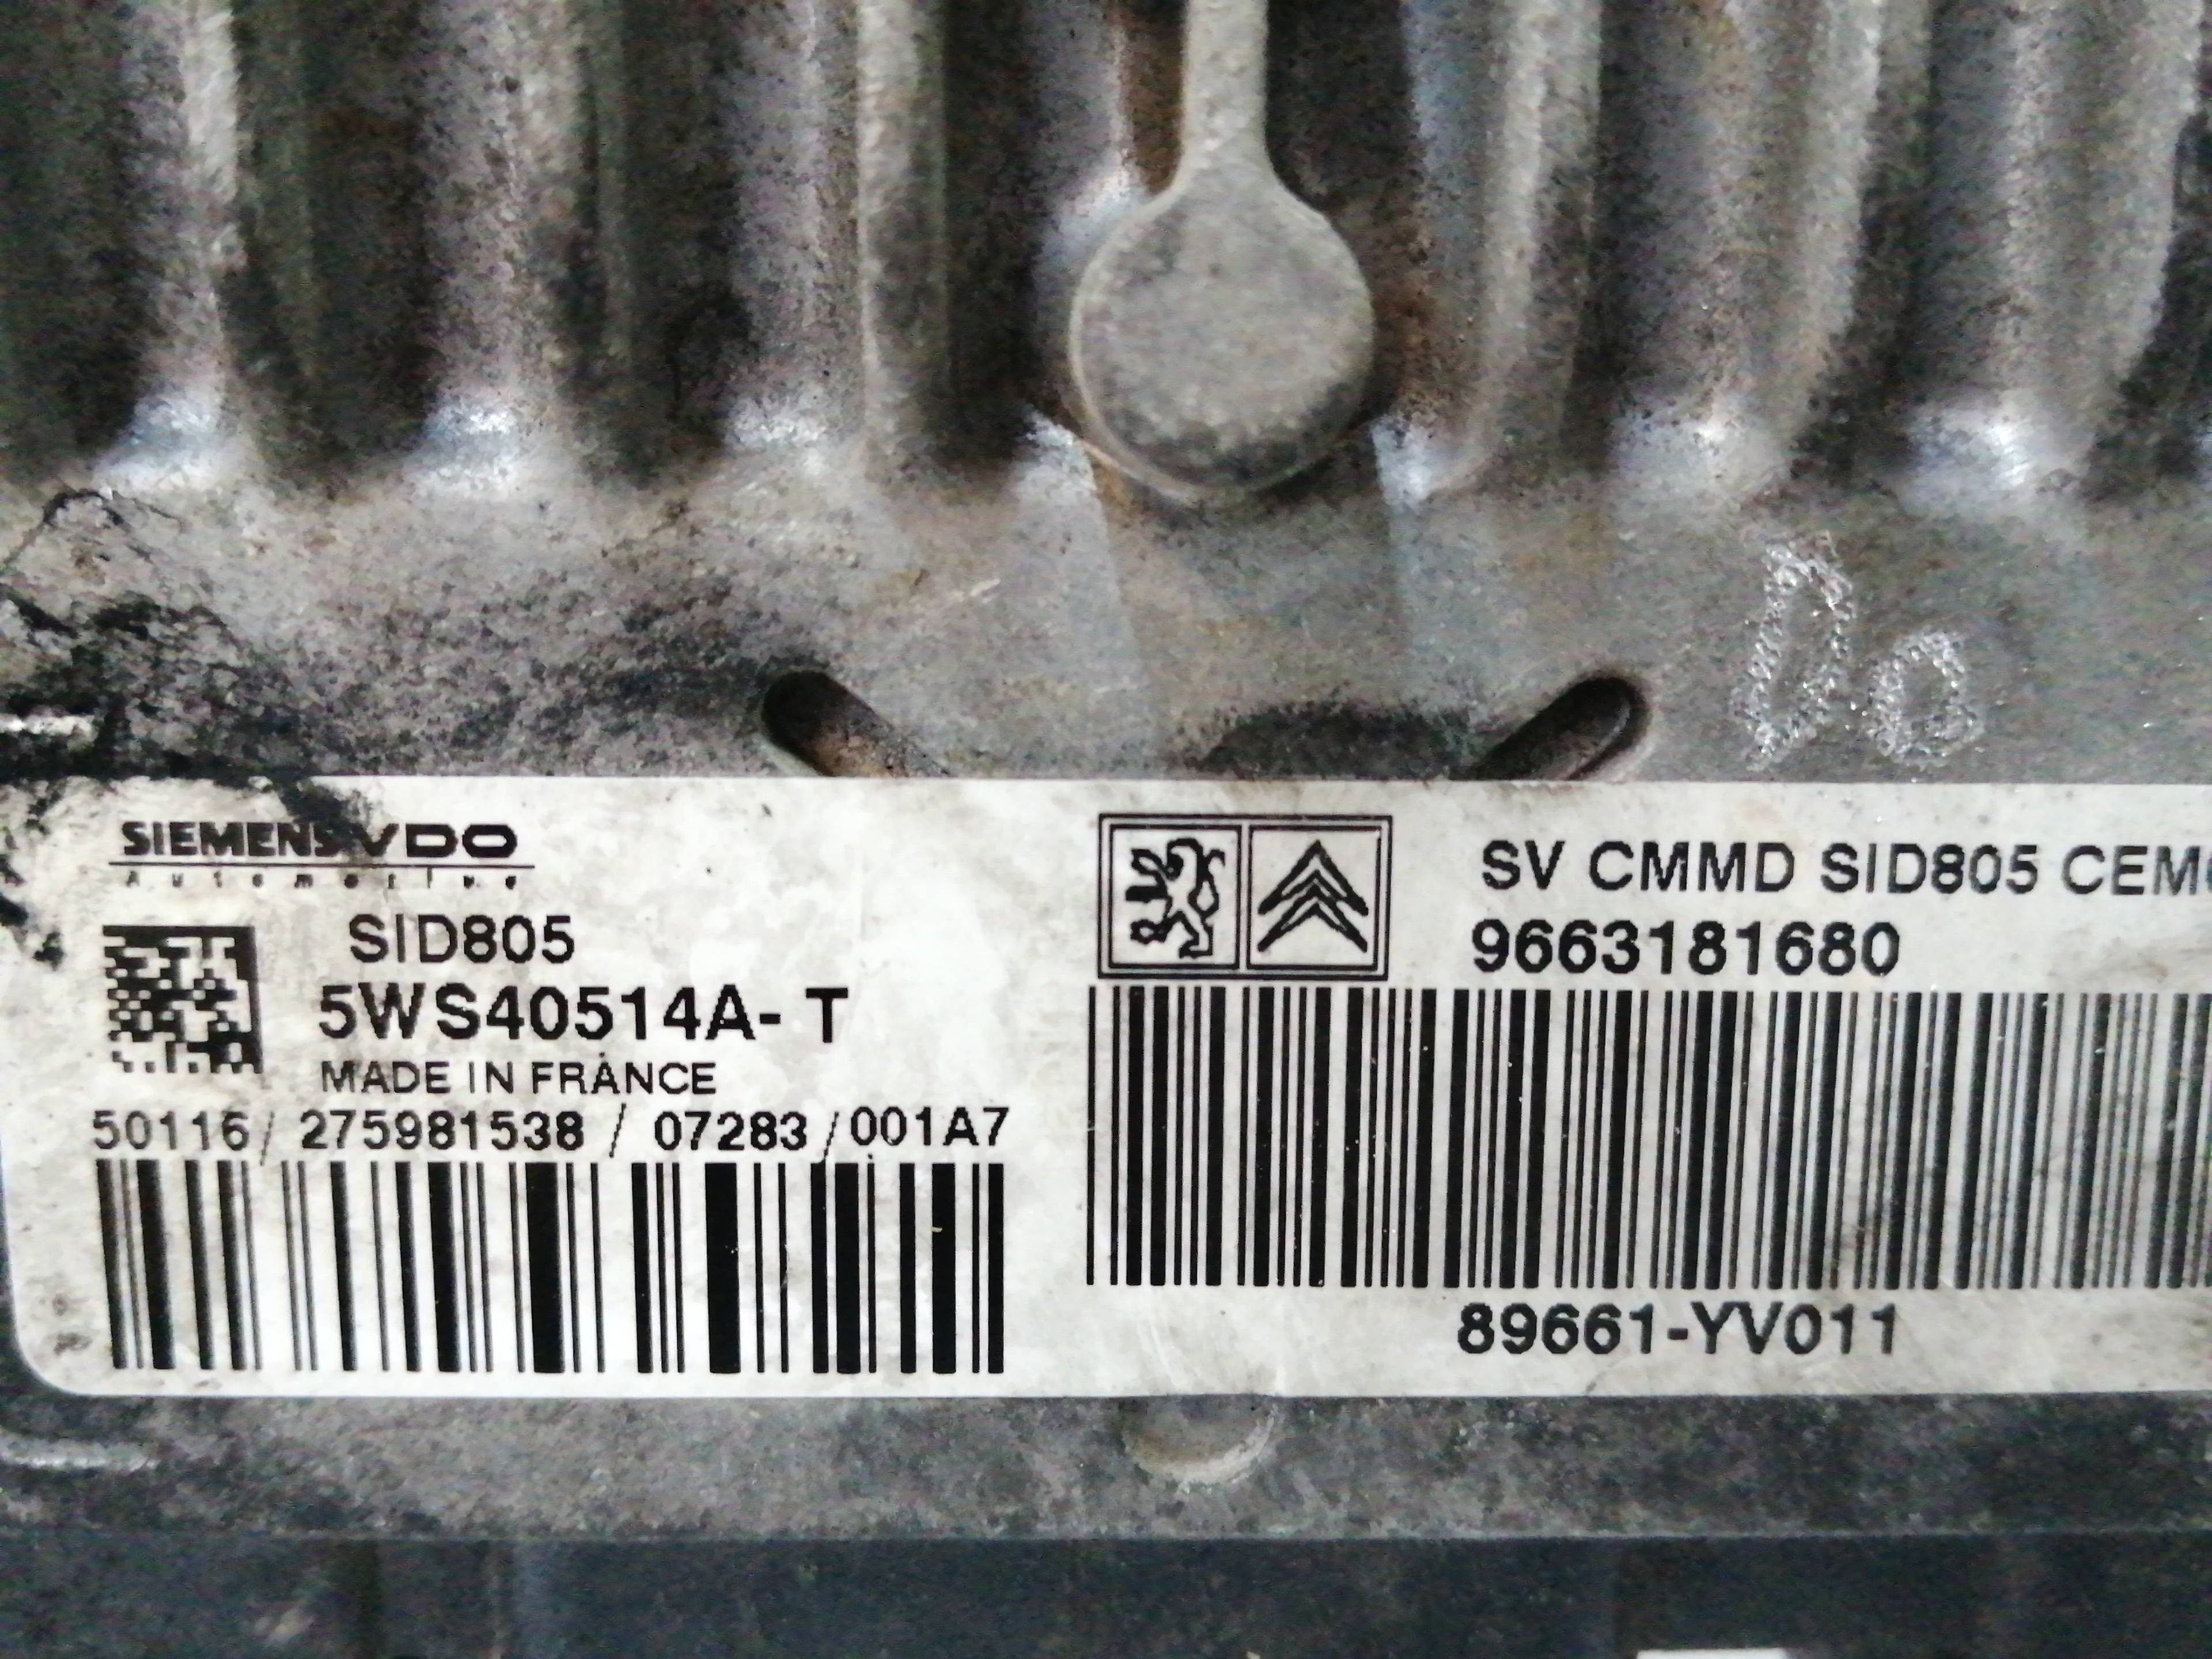 SIEMENS VDO
Automotive
SID805
5WS40514A-T
MADE IN FRANCE
50116/ 275981538 / 07283 / 001A7
SV CMMD SID805 CEM
9663181680
89661-YV011